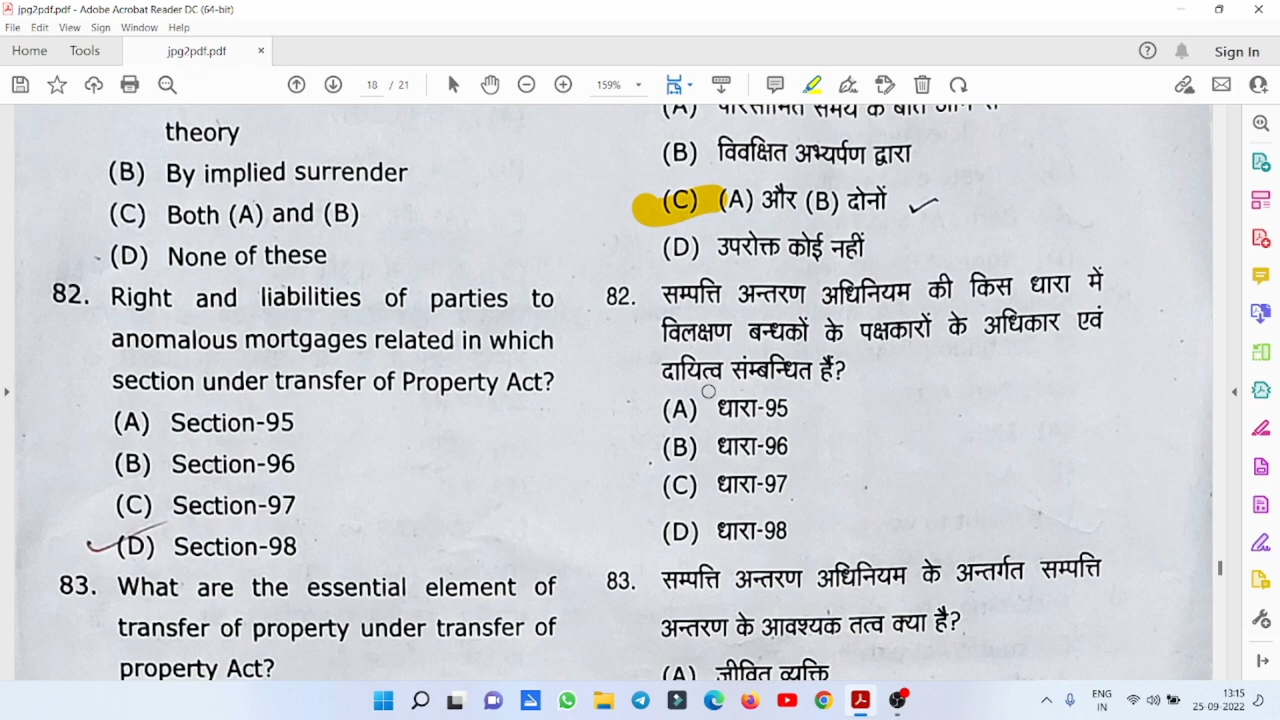 jpg2pdf.pdf - Adobe Acrobat Reader DC (64-bit)
File Edit View Sign Window Help
Home Tools jpg2pdf.pdf × Sign In
18 / 21 159%
theory
(B) By implied surrender
(C) Both (A) and (B)
(D) None of these
82. Right and liabilities of parties to
anomalous mortgages related in which
section under transfer of Property Act?
(A) Section-95
(B) Section-96
(C) Section-97
(D) Section-98
83. What are the essential element of
transfer of property under transfer of
property Act?
(A) परिसीमित समय के बीत जाने से
(B) विवक्षित अभ्यर्पण द्वारा
(C) (A) और (B) दोनों
(D) उपरोक्त कोई नहीं
82. सम्पत्ति अन्तरण अधिनियम की किस धारा में
विलक्षण बन्धकों के पक्षकारों के अधिकार एवं
दायित्व संम्बन्धित हैं?
(A) धारा-95
(B) धारा-96
(C) धारा-97
(D) धारा-98
83. सम्पत्ति अन्तरण अधिनियम के अन्तर्गत सम्पत्ति
अन्तरण के आवश्यक तत्व क्या है?
(A) जीवित व्यक्ति
ENG
IN
13:15
25-09-2022